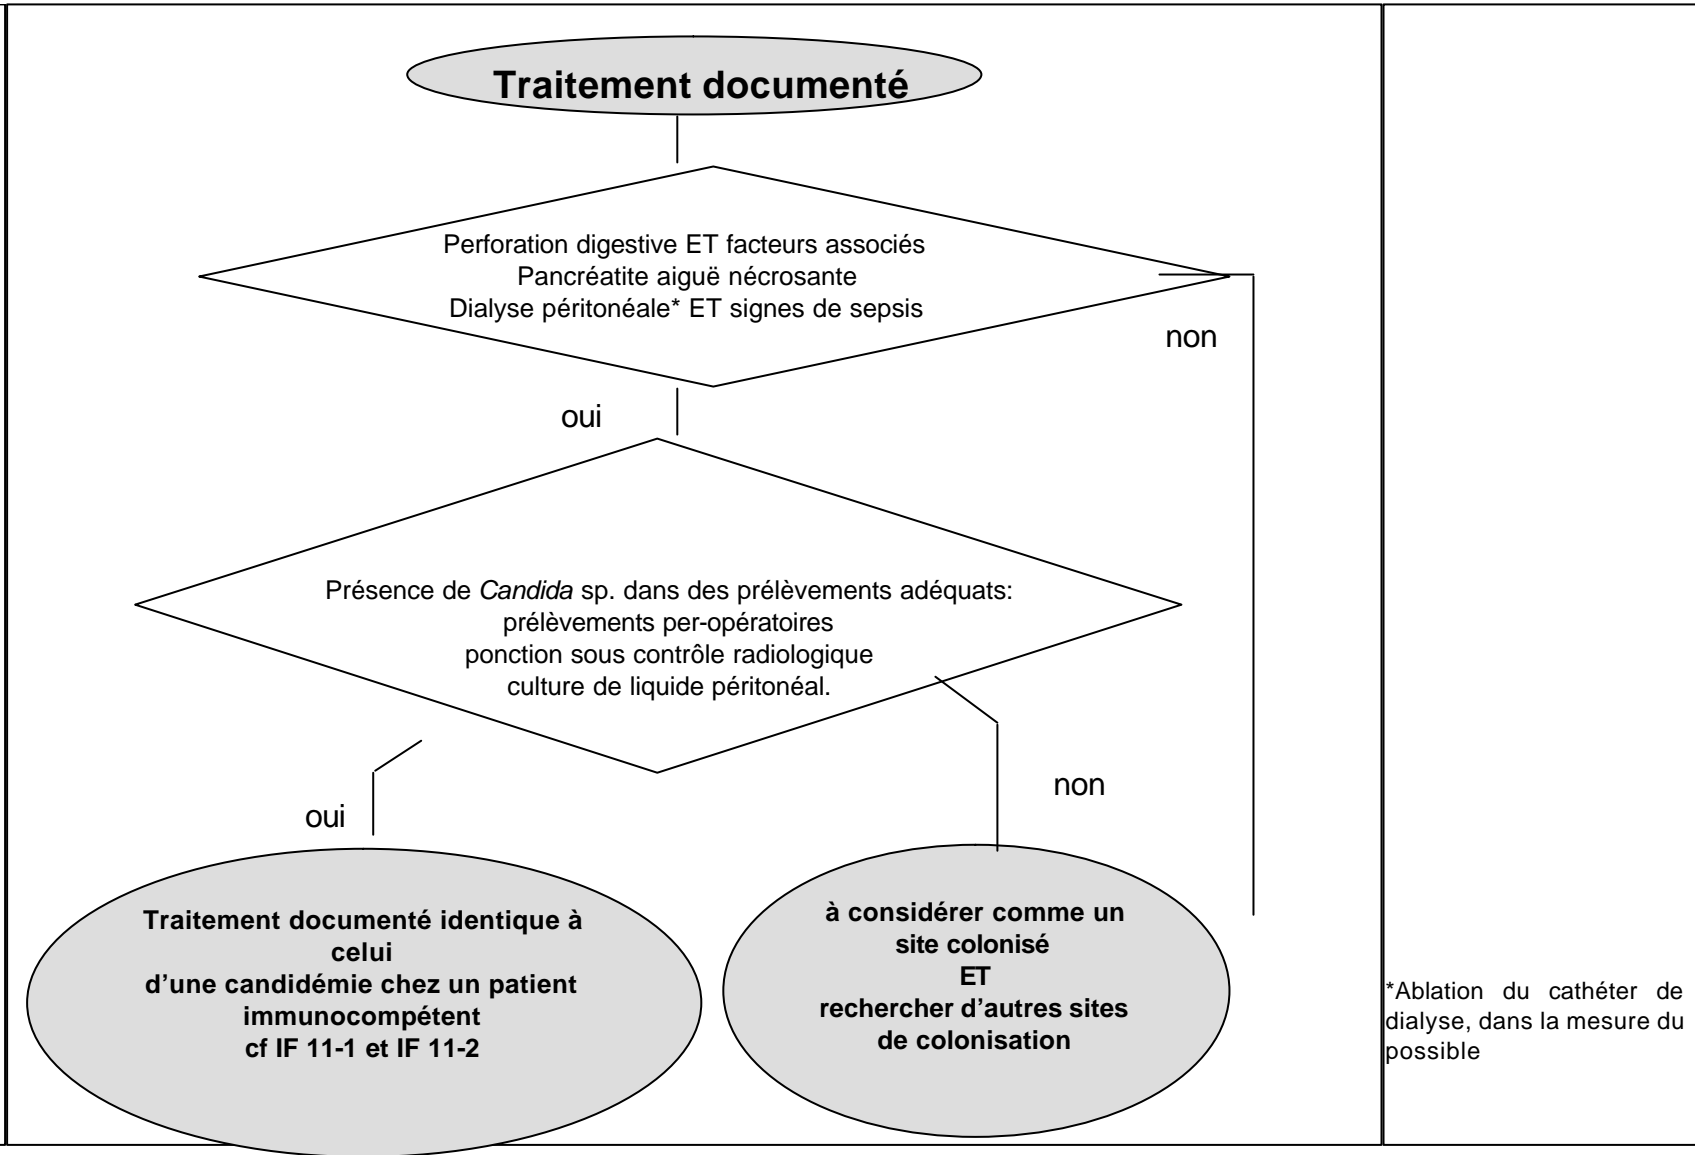 Traitement documenté
Perforation digestive ET facteurs associés
Pancréatite aiguë nécrosante
Dialyse péritonéale* ET signes de sepsis
non
oui
Présence de Candida sp. dans des prélèvements adéquats:
prélèvements per-opératoires
ponction sous contrôle radiologique
culture de liquide péritonéal.
non
oui
Traitement documenté identique à
celui
d’une candidémie chez un patient
immunocompétent
cf IF 11-1 et IF 11-2
à considérer comme un
site colonisé
ET
rechercher d’autres sites
de colonisation
*Ablation du cathéter de
dialyse, dans la mesure du
possible